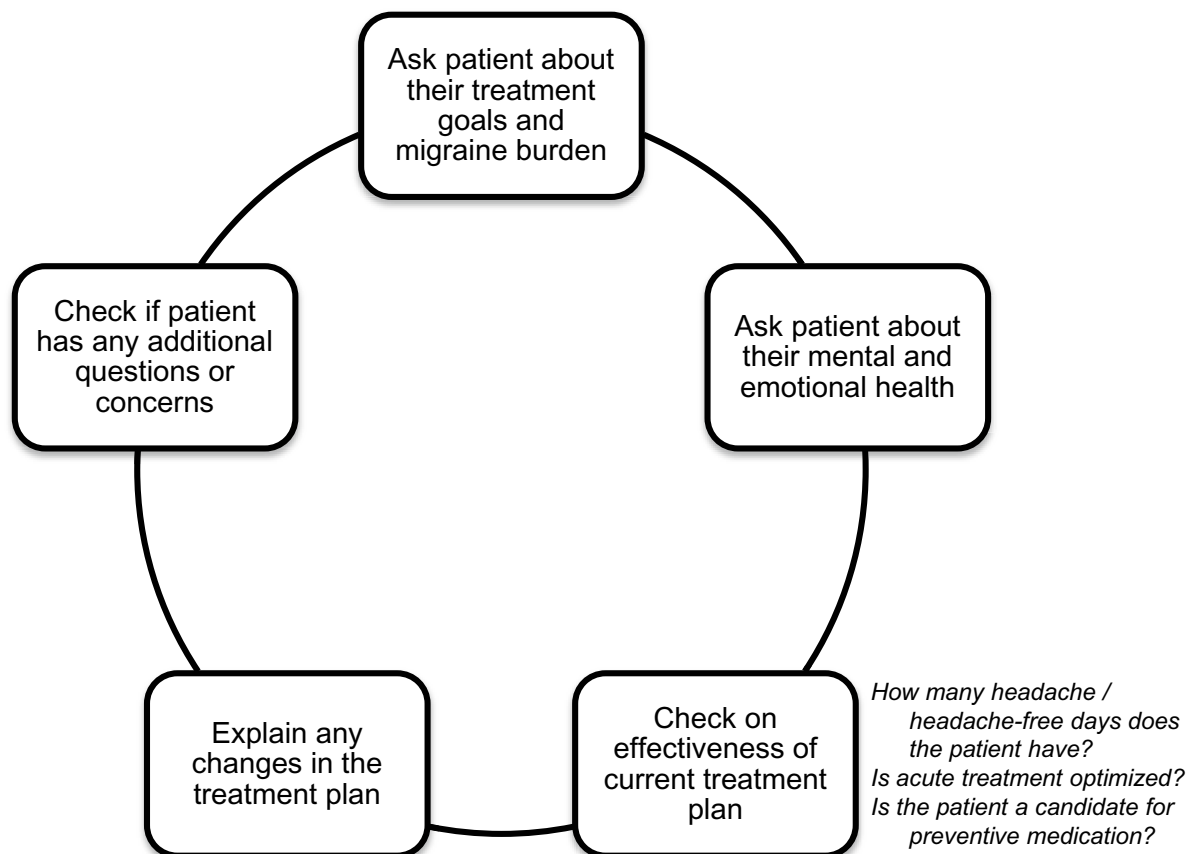 Ask patient about
their treatment
goals and
migraine burden
Ask patient about
their mental and
emotional health
Check on
effectiveness of
current treatment
plan
How many headache /
headache-free days does
the patient have?
Is acute treatment optimized?
Is the patient a candidate for
preventive medication?
Explain any
changes in the
treatment plan
Check if patient
has any additional
questions or
concerns